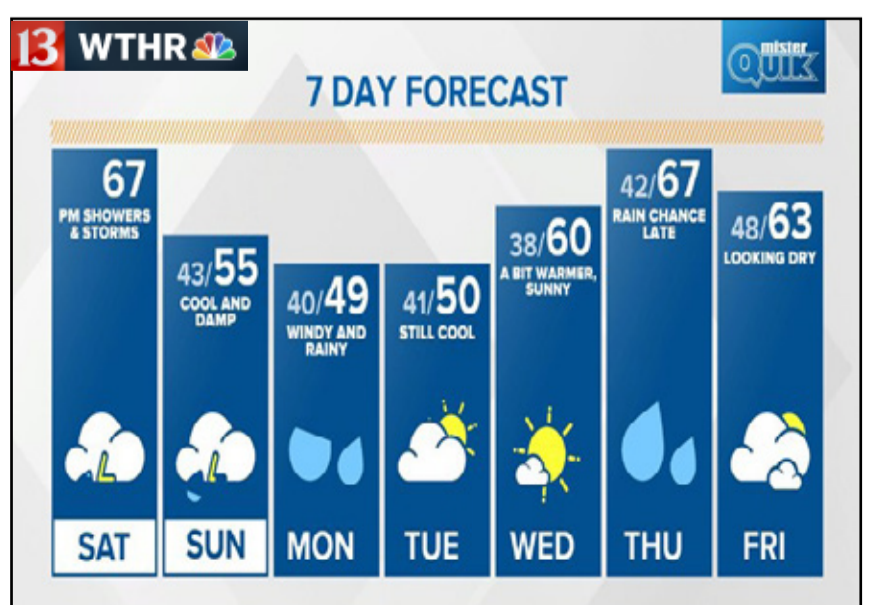 13 WTHR
mister
QUIK
7 DAY FORECAST
67
PM SHOWERS
& STORMS
SAT
43/55
COOL AND
DAMP
SUN
40/49
WINDY AND
RAINY
MON
41/50
STILL COOL
TUE
38/60
A BIT WARMER,
SUNNY
WED
42/67
RAIN CHANCE
LATE
THU
48/63
LOOKING DRY
FRI